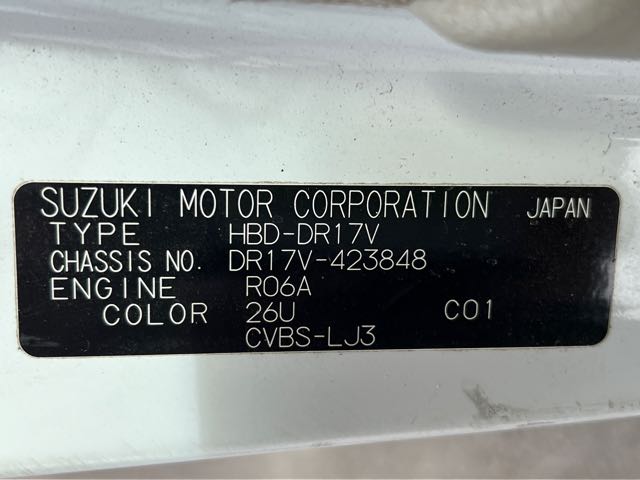 SUZUKI MOTOR CORPORATION JAPAN
TYPE HBD-DR17V
CHASSIS NO. DR17V-423848
ENGINE R06A
COLOR 26U C01
CVBS-LJ3